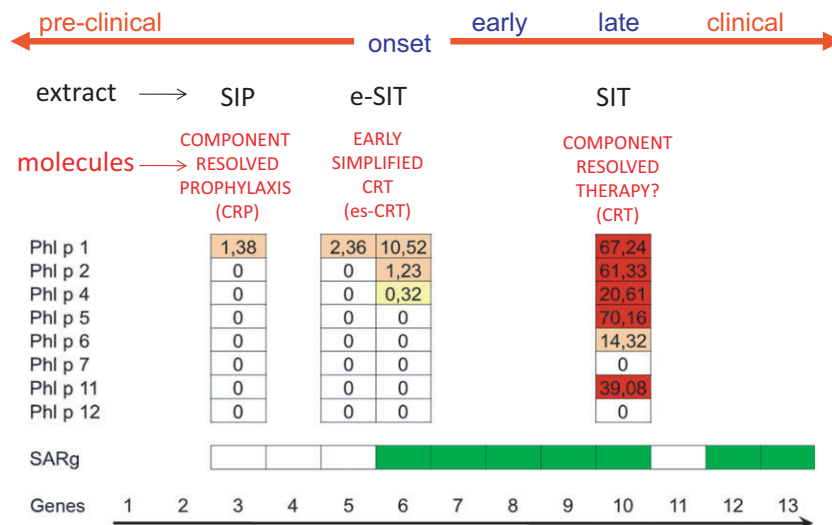 pre-clinical onset early late clinical
extract SIP e-SIT SIT
molecules
COMPONENT
RESOLVED
PROPHYLAXIS
(CRP)
EARLY
SIMPLIFIED
CRT
(es-CRT)
COMPONENT
RESOLVED
THERAPY?
(CRT)
Phl p 1 1,38 2,36 10,52 67,24
Phl p 2 0 0 1,23 61,33
Phl p 4 0 0 0,32 20,61
Phl p 5 0 0 0 70,16
Phl p 6 0 0 0 14,32
Phl p 7 0 0 0 0
Phl p 11 0 0 0 39,08
Phl p 12 0 0 0 0
SARg
Genes 1 2 3 4 5 6 7 8 9 10 11 12 13